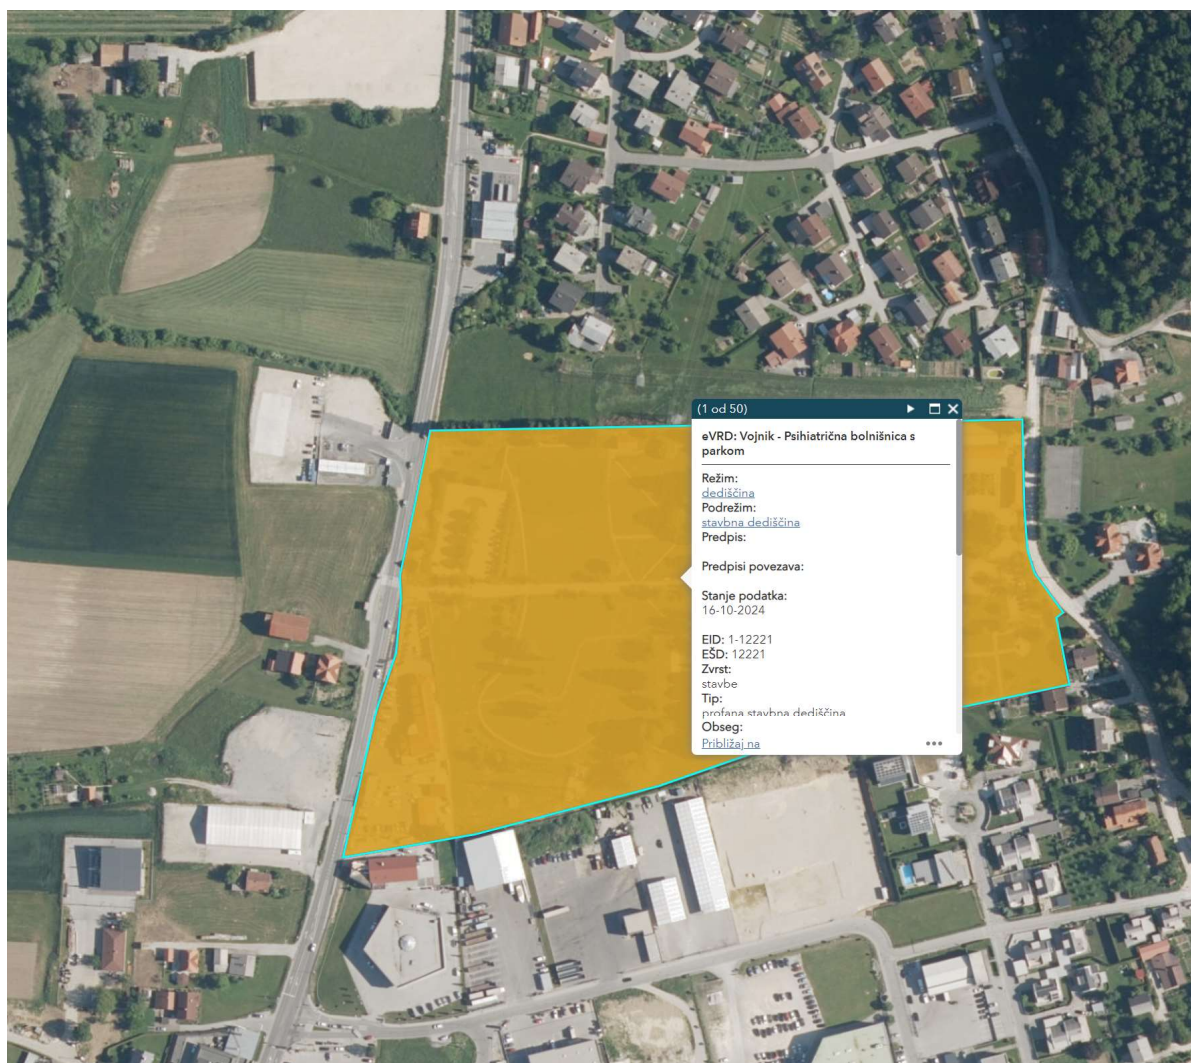 (1 od 50)
eVRD: Vojnik - Psihiatrična bolnišnica s
parkom
Režim:
dediščina
Podrežim:
stavbna dediščina
Predpis:
Predpisi povezava:
Stanje podatka:
16-10-2024
EID: 1-12221
EŠD: 12221
Zvrst:
stavbe
Tip:
profana stavbna dediščina
Obseg:
Približaj na